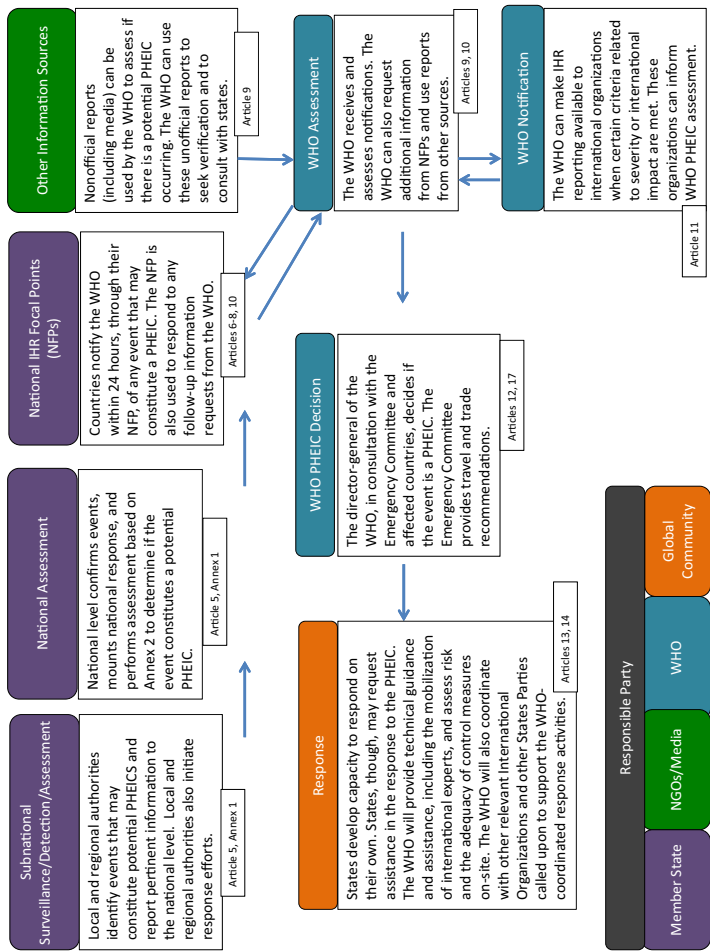 Subnational
Surveillance/Detection/Assessment
Local and regional authorities
identify events that may
constitute potential PHEICS and
report pertinent information to
the national level. Local and
regional authorities also initiate
response efforts.
Article 5, Annex 1
National Assessment
National level confirms events,
mounts national response, and
performs assessment based on
Annex 2 to determine if the
event constitutes a potential
PHEIC.
Article 5, Annex 1
National IHR Focal Points
(NFPs)
Countries notify the WHO
within 24 hours, through their
NFP, of any event that may
constitute a PHEIC. The NFP is
also used to respond to any
follow-up information
requests from the WHO.
Articles 6-8, 10
Other Information Sources
Nonofficial reports
(including media) can be
used by the WHO to assess if
there is a potential PHEIC
occurring. The WHO can use
these unofficial reports to
seek verification and to
consult with states.
Article 9
Response
States develop capacity to respond on
their own. States, though, may request
assistance in the response to the PHEIC.
The WHO will provide technical guidance
and assistance, including the mobilization
of international experts, and assess risk
and the adequacy of control measures
on-site. The WHO will also coordinate
with other relevant International
Organizations and other States Parties
called upon to support the WHO-
coordinated response activities.
Articles 13, 14
WHO PHEIC Decision
The director-general of the
WHO, in consultation with the
Emergency Committee and
affected countries, decides if
the event is a PHEIC. The
Emergency Committee
provides travel and trade
recommendations.
Articles 12, 17
WHO Assessment
The WHO receives and
assesses notifications. The
WHO can also request
additional information
from NFPs and use reports
from other sources.
Articles 9, 10
WHO Notification
The WHO can make IHR
reporting available to
international organizations
when certain criteria related
to severity or international
impact are met. These
organizations can inform
WHO PHEIC assessment.
Article 11
Responsible Party
Member State
NGOs/Media
WHO
Global
Community